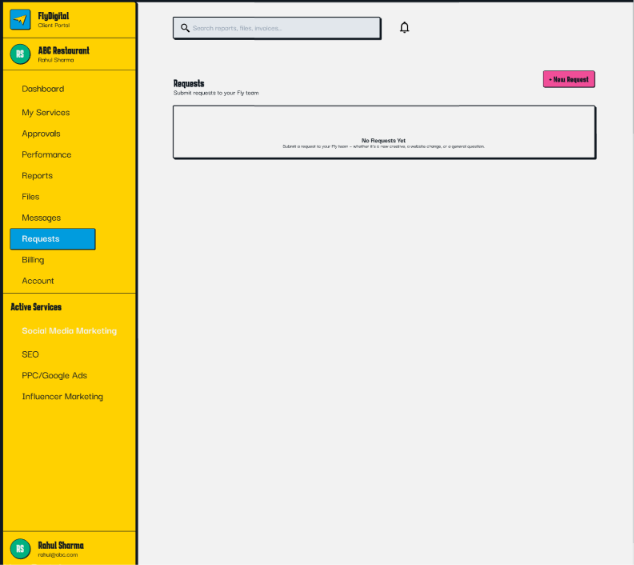 FlyDigital
Client Portal
ABC Restaurant
Rahul Sharma
Dashboard
My Services
Approvals
Performance
Reports
Files
Messages
Requests
Billing
Account
Active Services
Social Media Marketing
SEO
PPC/Google Ads
Influencer Marketing
RS
Rahul Sharma
rahul@abc.com
Search reports, files, invoices...
Requests
Submit requests to your Fly team
+ New Request
No Requests Yet
Submit a request to your Fly team – whether it's a new creative, a website change, or a general question.